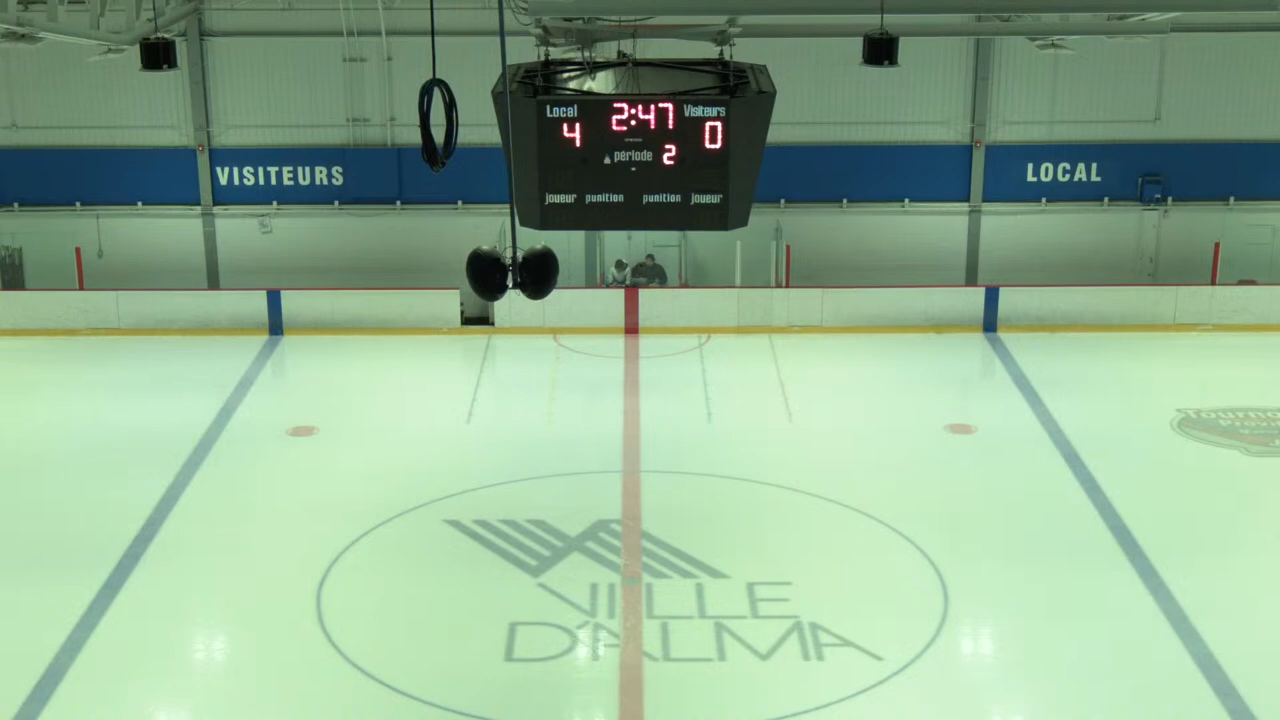 Local 2:47 Visiteurs
4 0
période 2
joueur punition punition joueur
VISITEURS
LOCAL
VILLE
D'ALMA